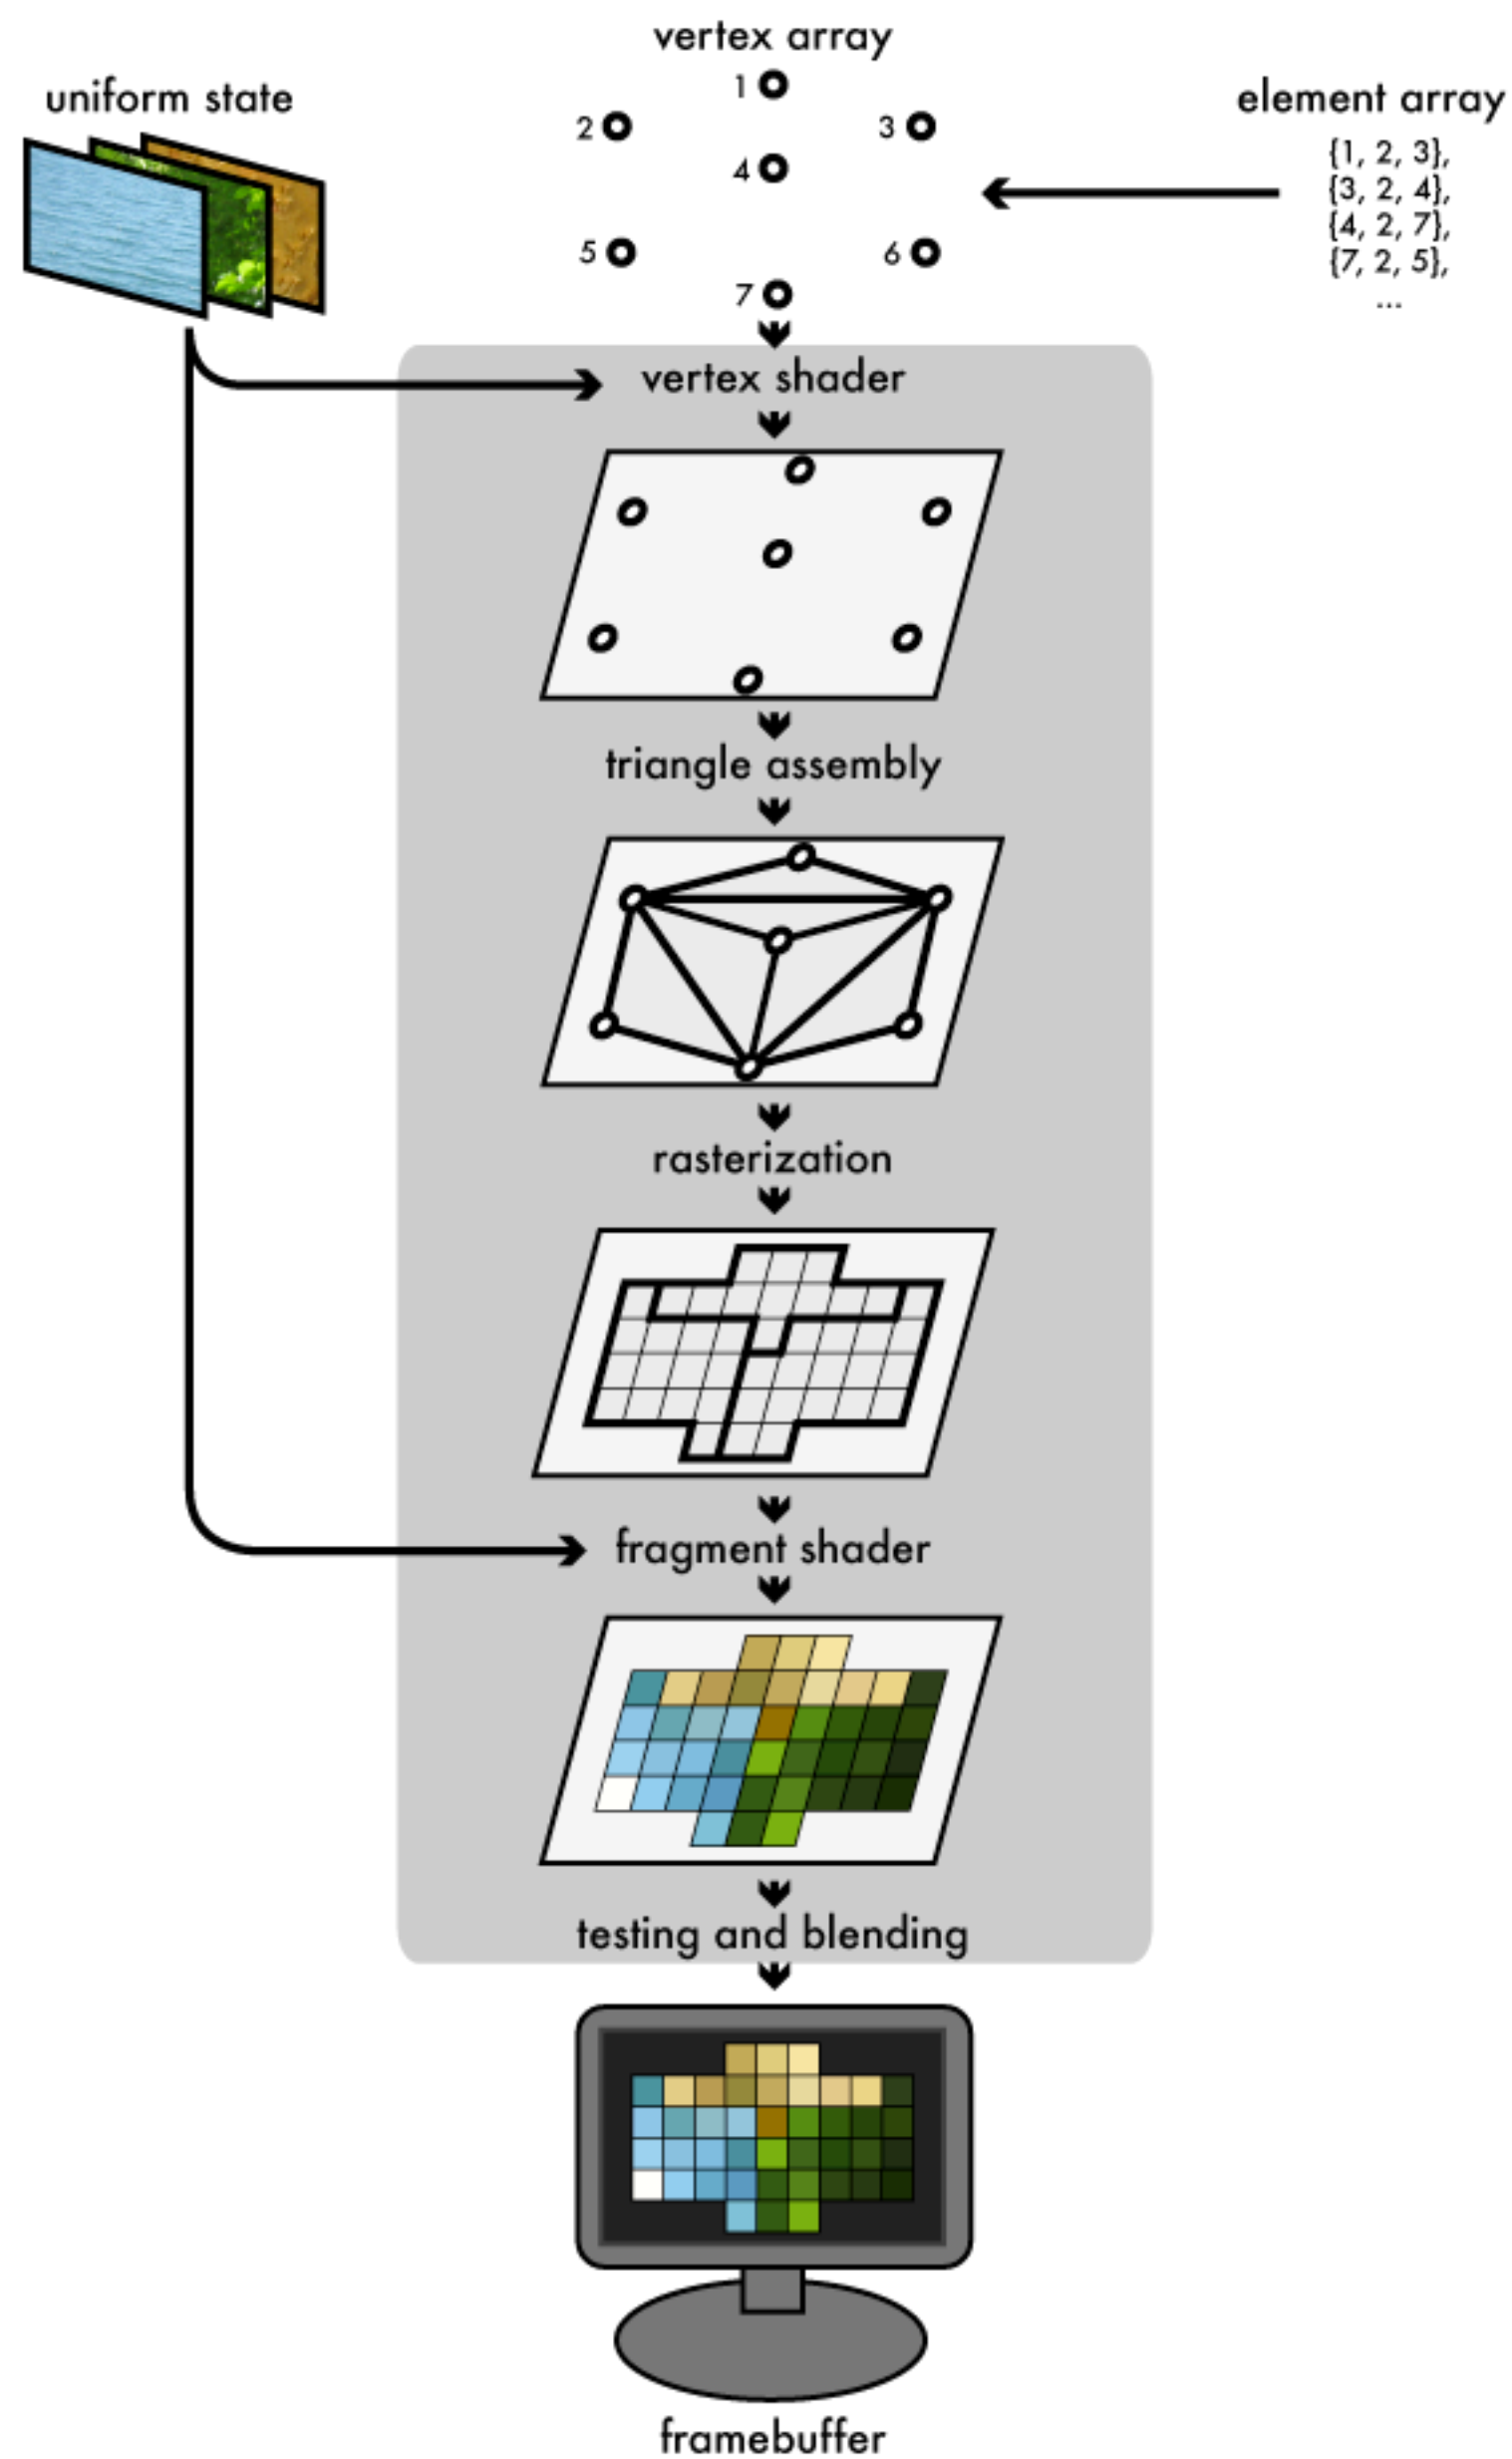 vertex array
uniform state
element array
1
2
3
4
5
6
7
{1, 2, 3},
{3, 2, 4},
{4, 2, 7},
{7, 2, 5},
...
vertex shader
triangle assembly
rasterization
fragment shader
testing and blending
framebuffer